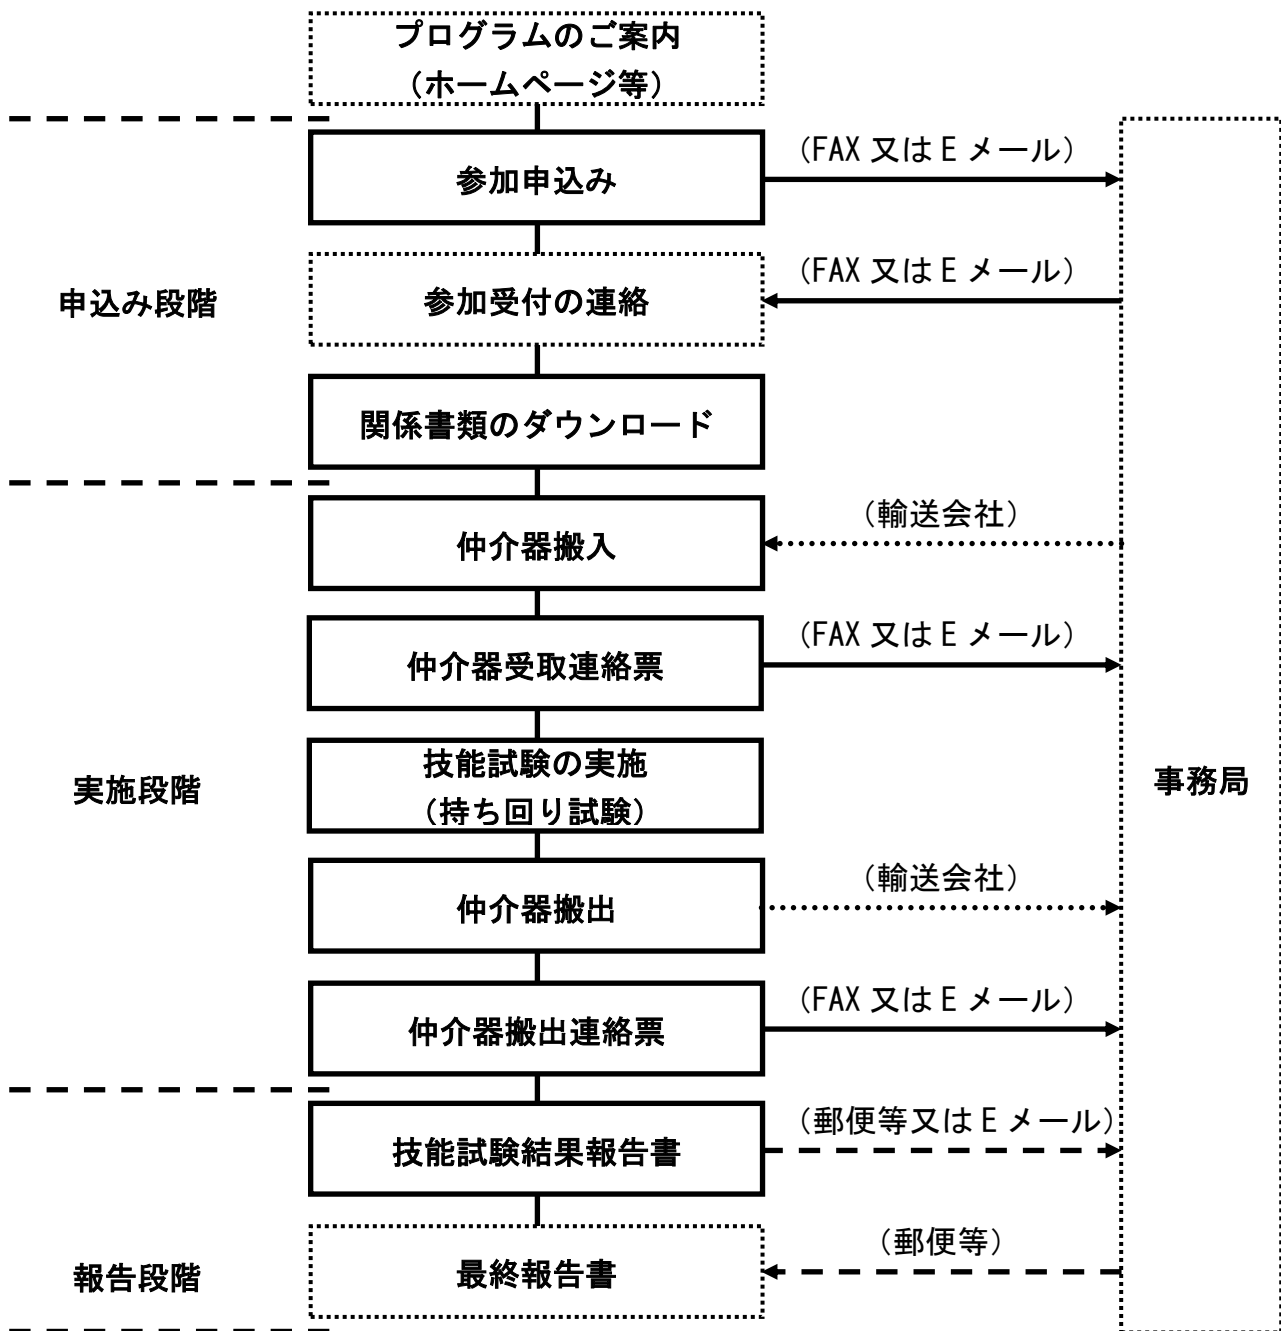 プログラムのご案内
(ホームページ等)
参加申込み
(FAX 又は E メール)
申込み段階
参加受付の連絡
(FAX 又は E メール)
関係書類のダウンロード
仲介器搬入
(輸送会社)
仲介器受取連絡票
(FAX 又は E メール)
実施段階
技能試験の実施
(持ち回り試験)
事務局
仲介器搬出
(輸送会社)
仲介器搬出連絡票
(FAX 又は E メール)
技能試験結果報告書
(郵便等又は E メール)
報告段階
最終報告書
(郵便等)